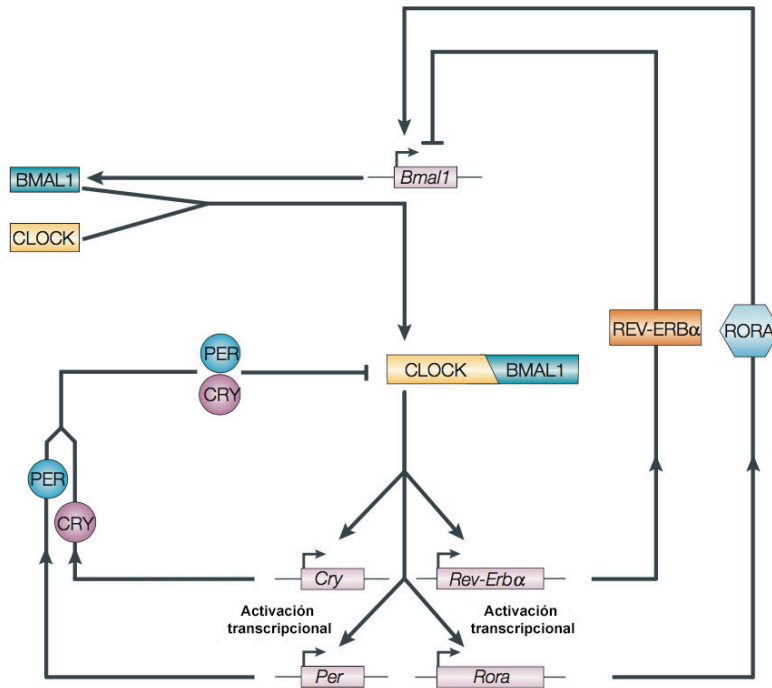 Bmal1
BMAL1
CLOCK
REV-ERBα
RORA
PER
CRY
CLOCK
BMAL1
PER
CRY
Cry
Rev-Erbα
Activación
transcripcional
Activación
transcripcional
Per
Rora